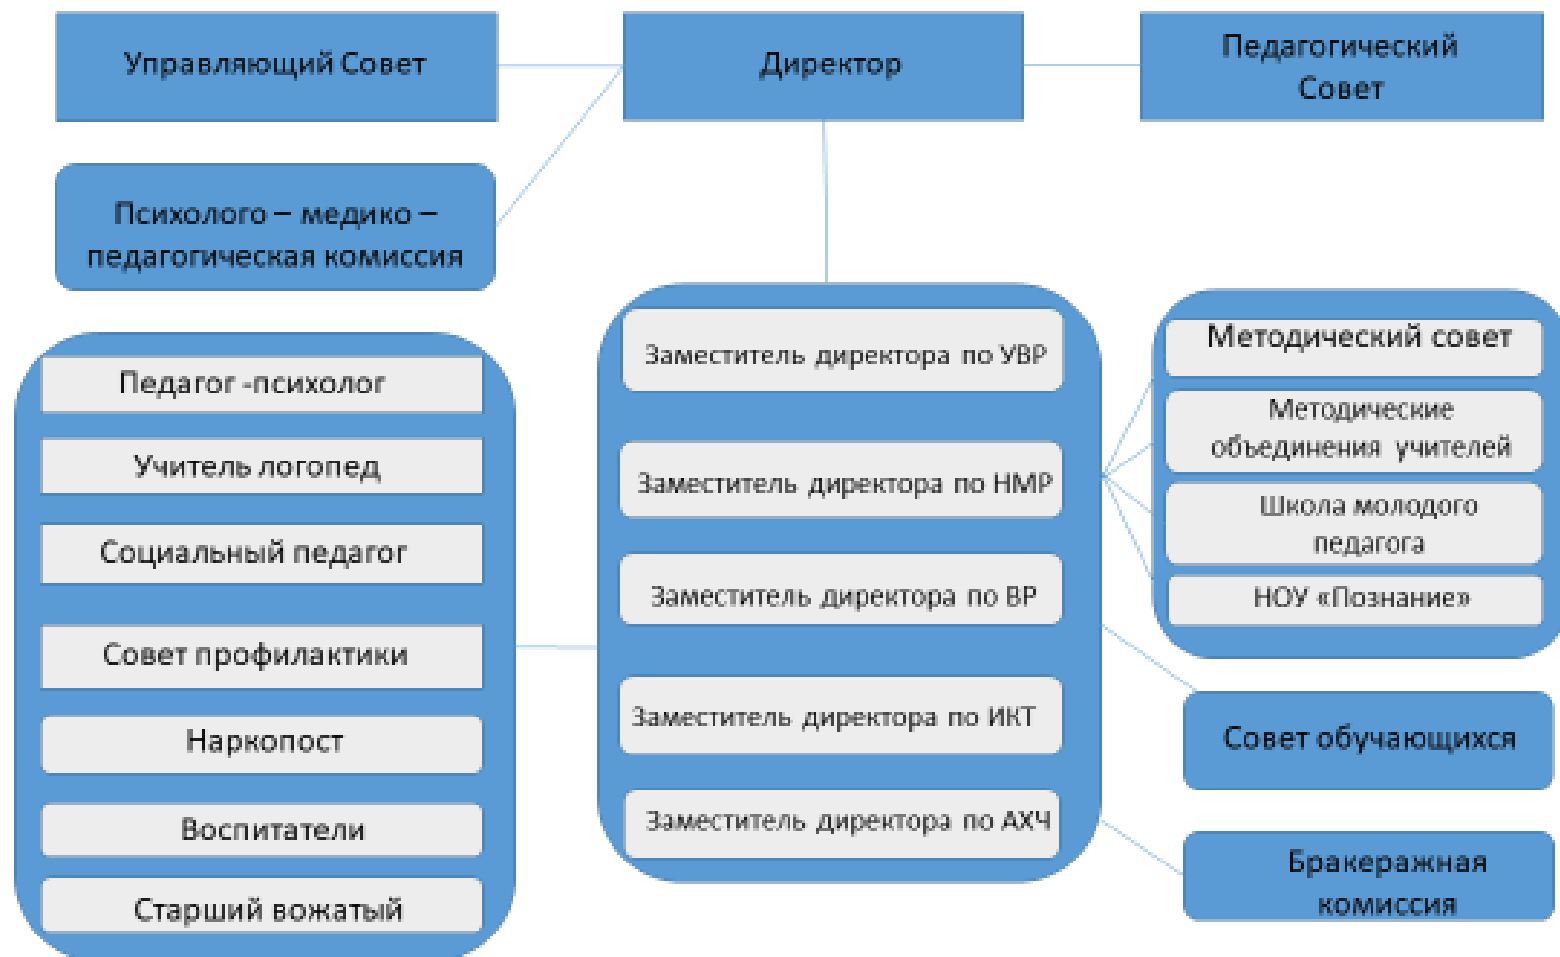 Управляющий Совет
Директор
Педагогический
Совет
Психолого – медико –
педагогическая комиссия
Педагог -психолог
Учитель логопед
Социальный педагог
Совет профилактики
Наркопост
Воспитатели
Старший вожатый
Заместитель директора по УВР
Заместитель директора по НМР
Заместитель директора по ВР
Заместитель директора по ИКТ
Заместитель директора по АХЧ
Методический совет
Методические
объединения учителей
Школа молодого
педагога
НОУ «Познание»
Совет обучающихся
Бракеражная
комиссия